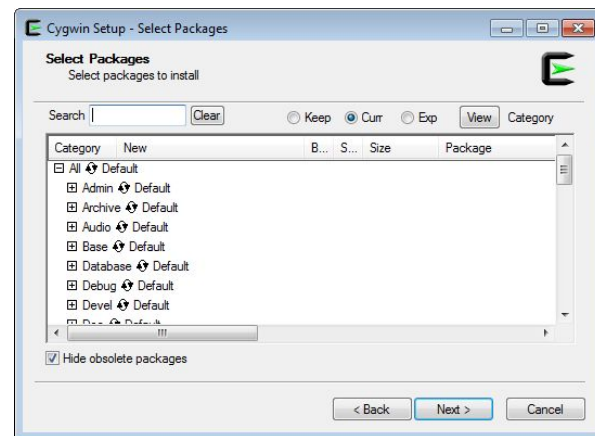 Cygwin Setup - Select Packages
Select Packages
Select packages to install
Search Clear Keep Curr Exp View Category
Category New B... S... Size Package
All Default
Admin Default
Archive Default
Audio Default
Base Default
Database Default
Debug Default
Devel Default
Hide obsolete packages
< Back Next > Cancel